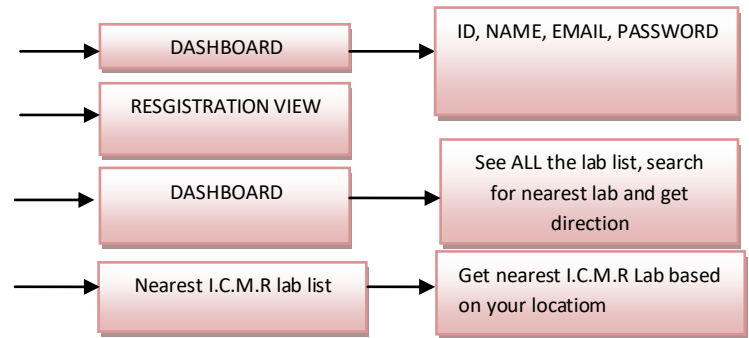 DASHBOARD
ID, NAME, EMAIL, PASSWORD
RESGISTRATION VIEW
DASHBOARD
See ALL the lab list, search
for nearest lab and get
direction
Nearest I.C.M.R lab list
Get nearest I.C.M.R Lab based
on your locatiom